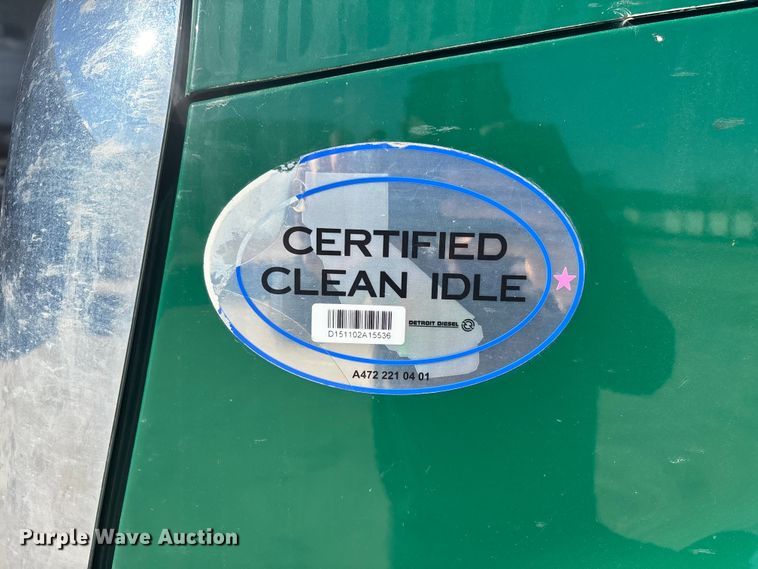 CERTIFIED
CLEAN IDLE
D151102A15536
DETROIT DIESEL
A472 221 04 01
Purple Wave Auction